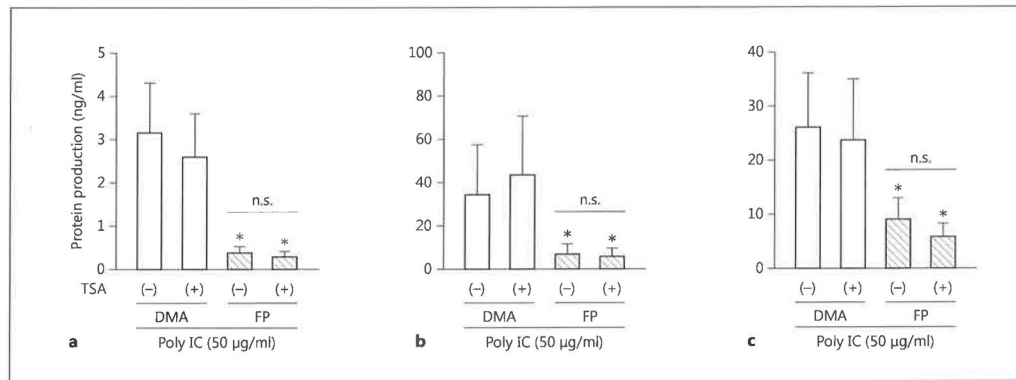 Protein production (ng/ml)
5
4
3
2
1
0
n.s.
*
*
TSA
(–) (+) (–) (+)
DMA FP
a
Poly IC (50 µg/ml)
100
80
60
40
20
0
n.s.
*
*
(–) (+) (–) (+)
DMA FP
b
Poly IC (50 µg/ml)
40
30
20
10
0
n.s.
*
*
(–) (+) (–) (+)
DMA FP
c
Poly IC (50 µg/ml)